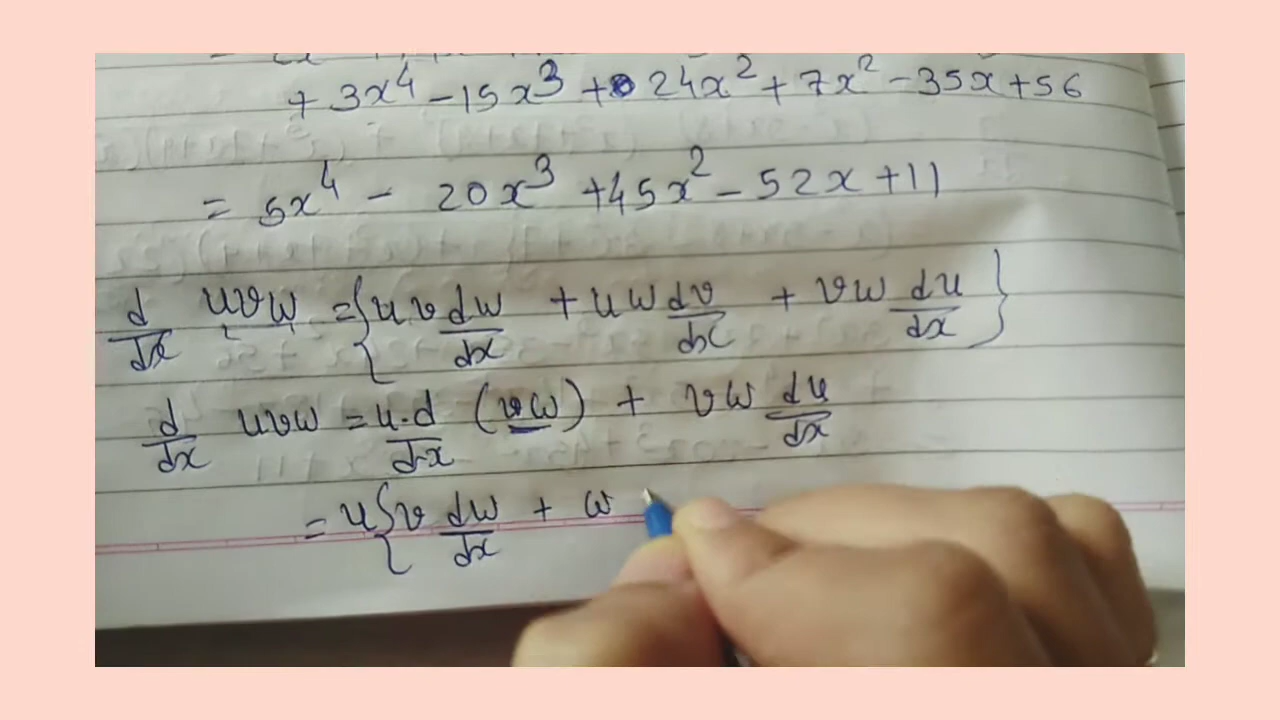 + 3x⁴ - 15x³ + 24x² + 7x² - 35x + 56
= 5x⁴ - 20x³ + 45x² - 52x + 11
d/dx uvw = {uv dw/dx + uw dv/dx + vw du/dx}
d/dx uvw = u·d/dx (vw) + vw du/dx
= u{v dw/dx + w